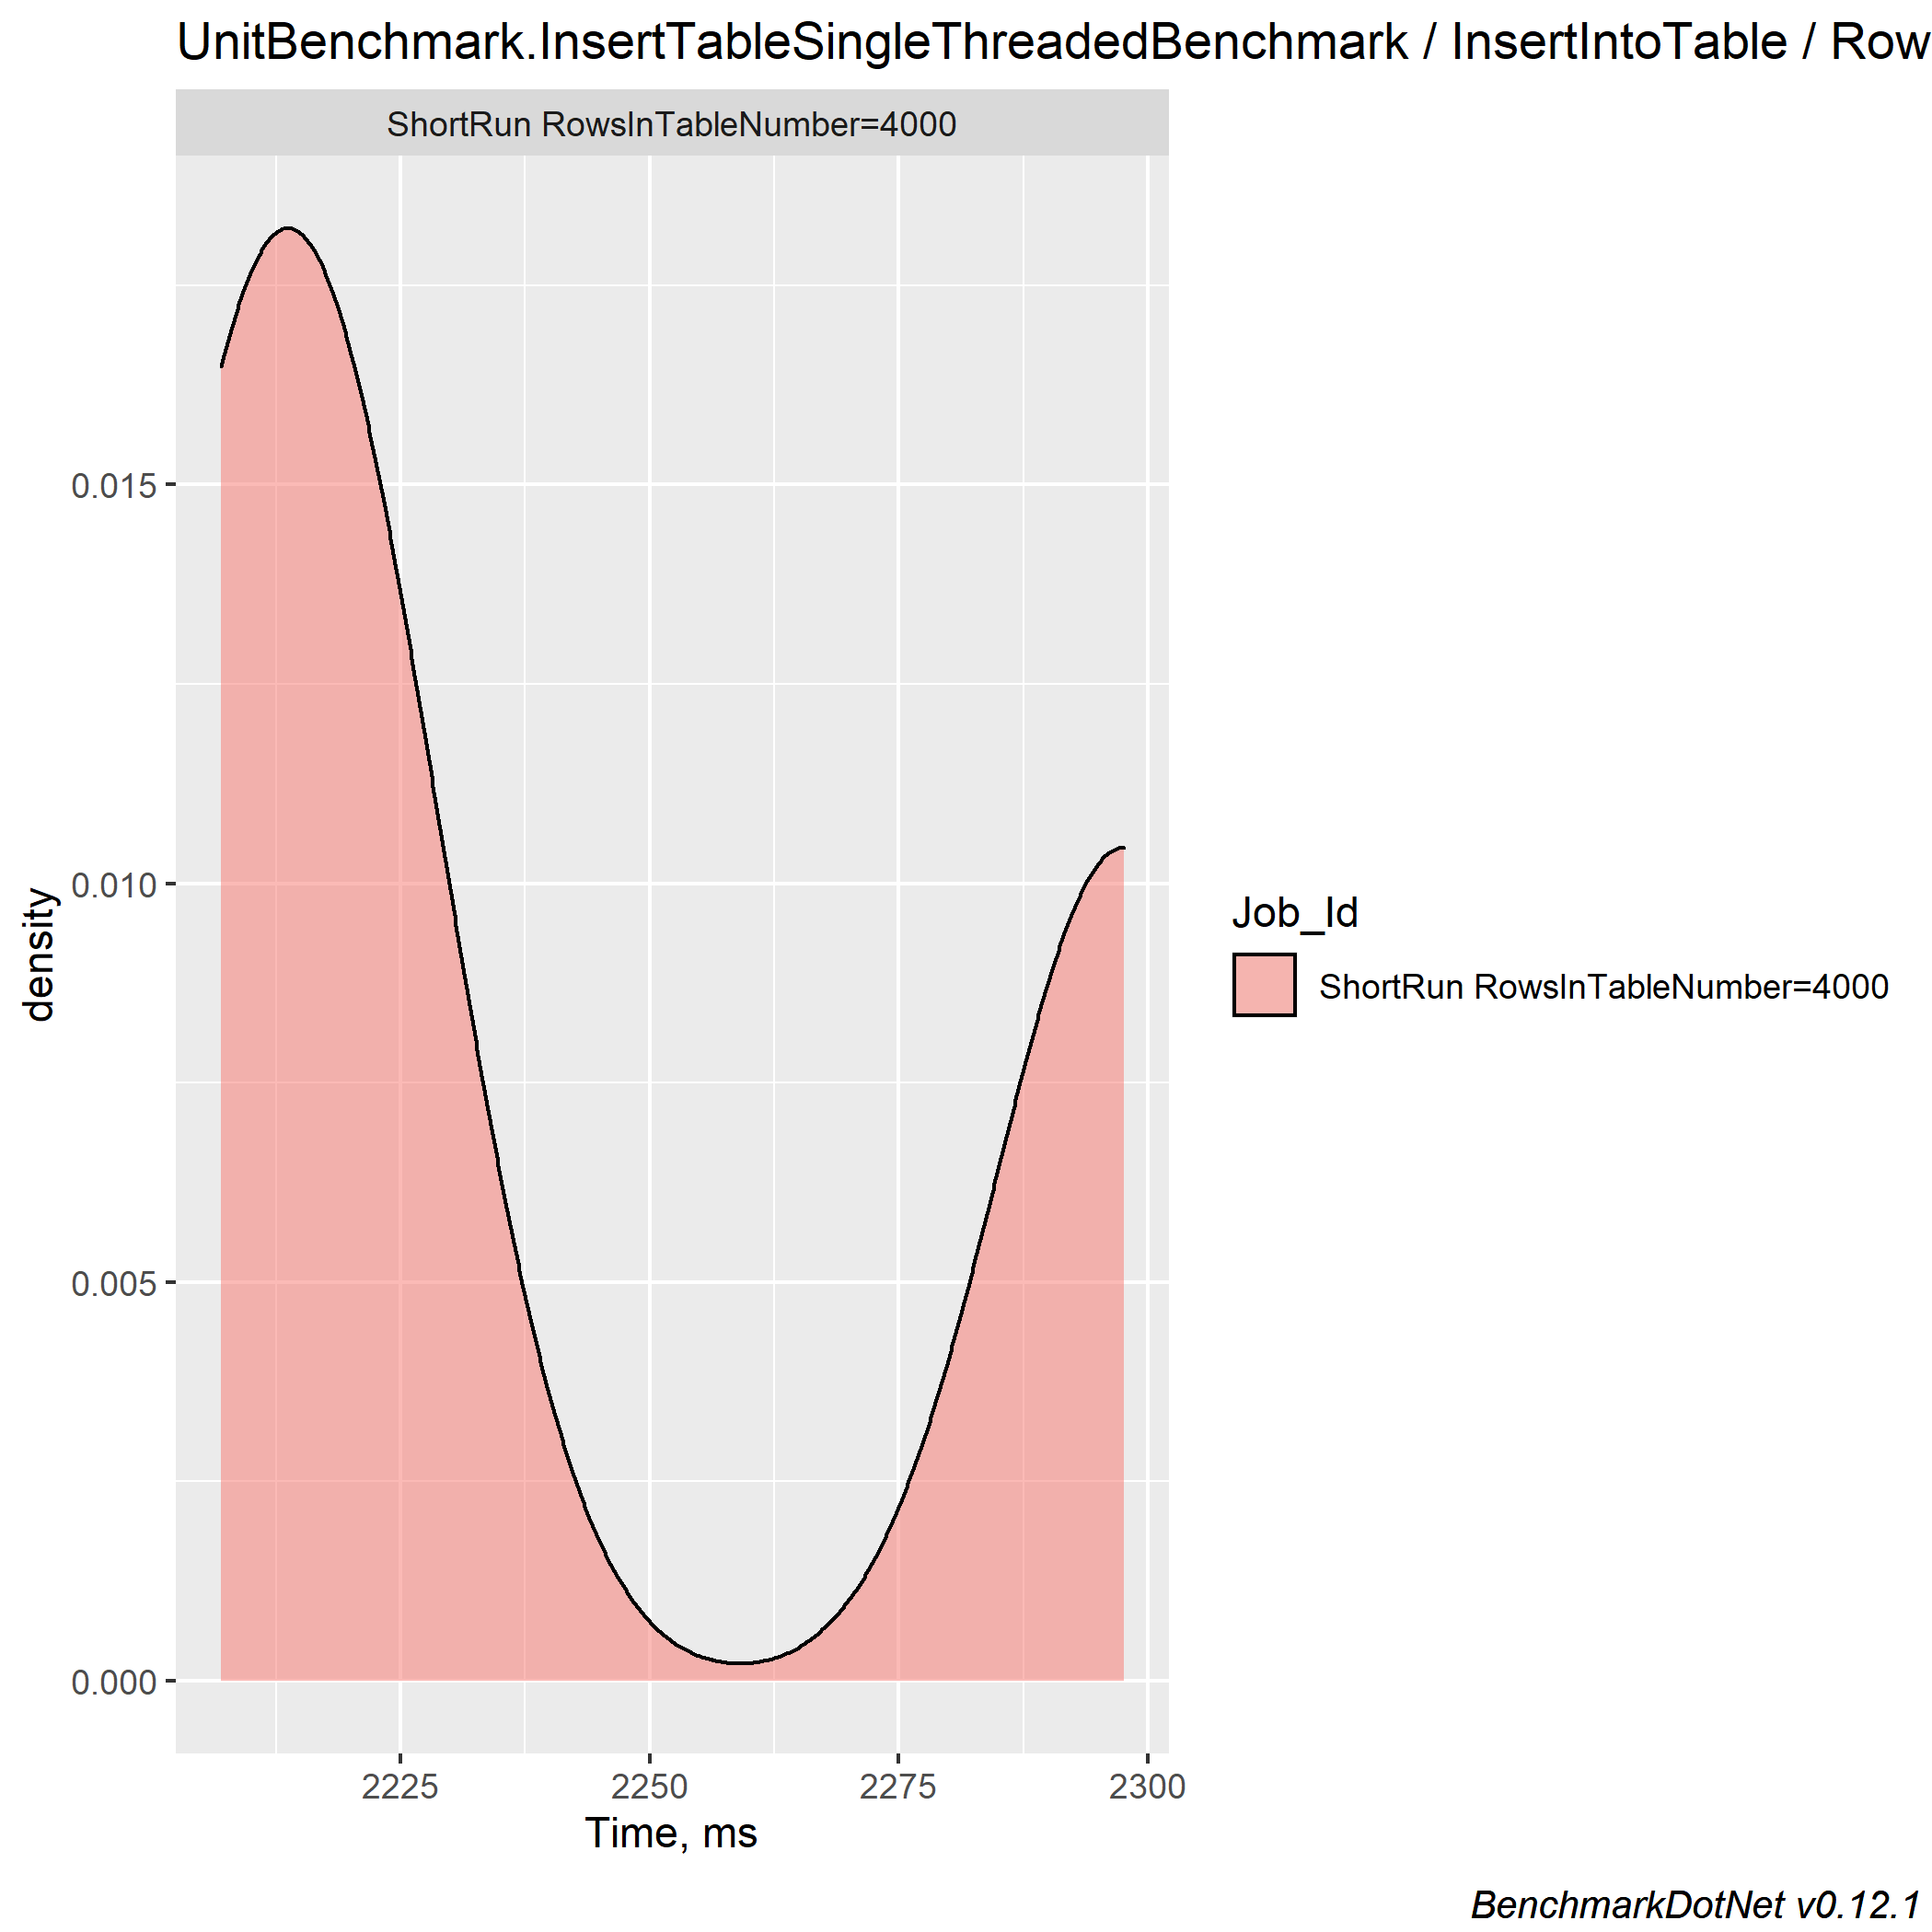 UnitBenchmark.InsertTableSingleThreadedBenchmark / InsertIntoTable / Row
ShortRun RowsInTableNumber=4000
0.015
0.010
0.005
0.000
density
2225 2250 2275 2300
Time, ms
Job_Id
ShortRun RowsInTableNumber=4000
BenchmarkDotNet v0.12.1